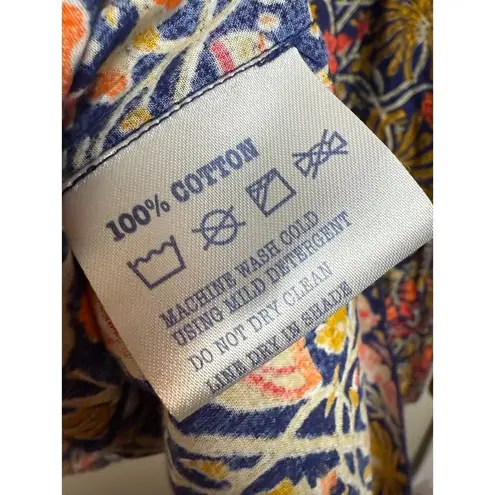 100% COTTON
MACHINE WASH COLD
USING MILD DETERGENT
DO NOT DRY CLEAN
LINE DRY IN SHADE